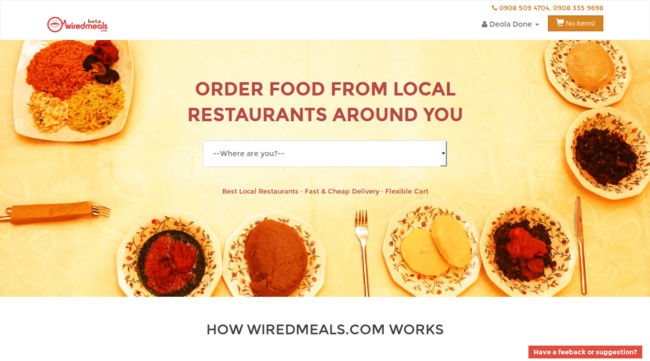 0908 509 4704, 0908 335 9698
beta
wiredmeals
.com
Deola Done
No items!
ORDER FOOD FROM LOCAL
RESTAURANTS AROUND YOU
--Where are you?--
Best Local Restaurants - Fast & Cheap Delivery - Flexible Cart
HOW WIREDMEALS.COM WORKS
Have a feeback or suggestion?